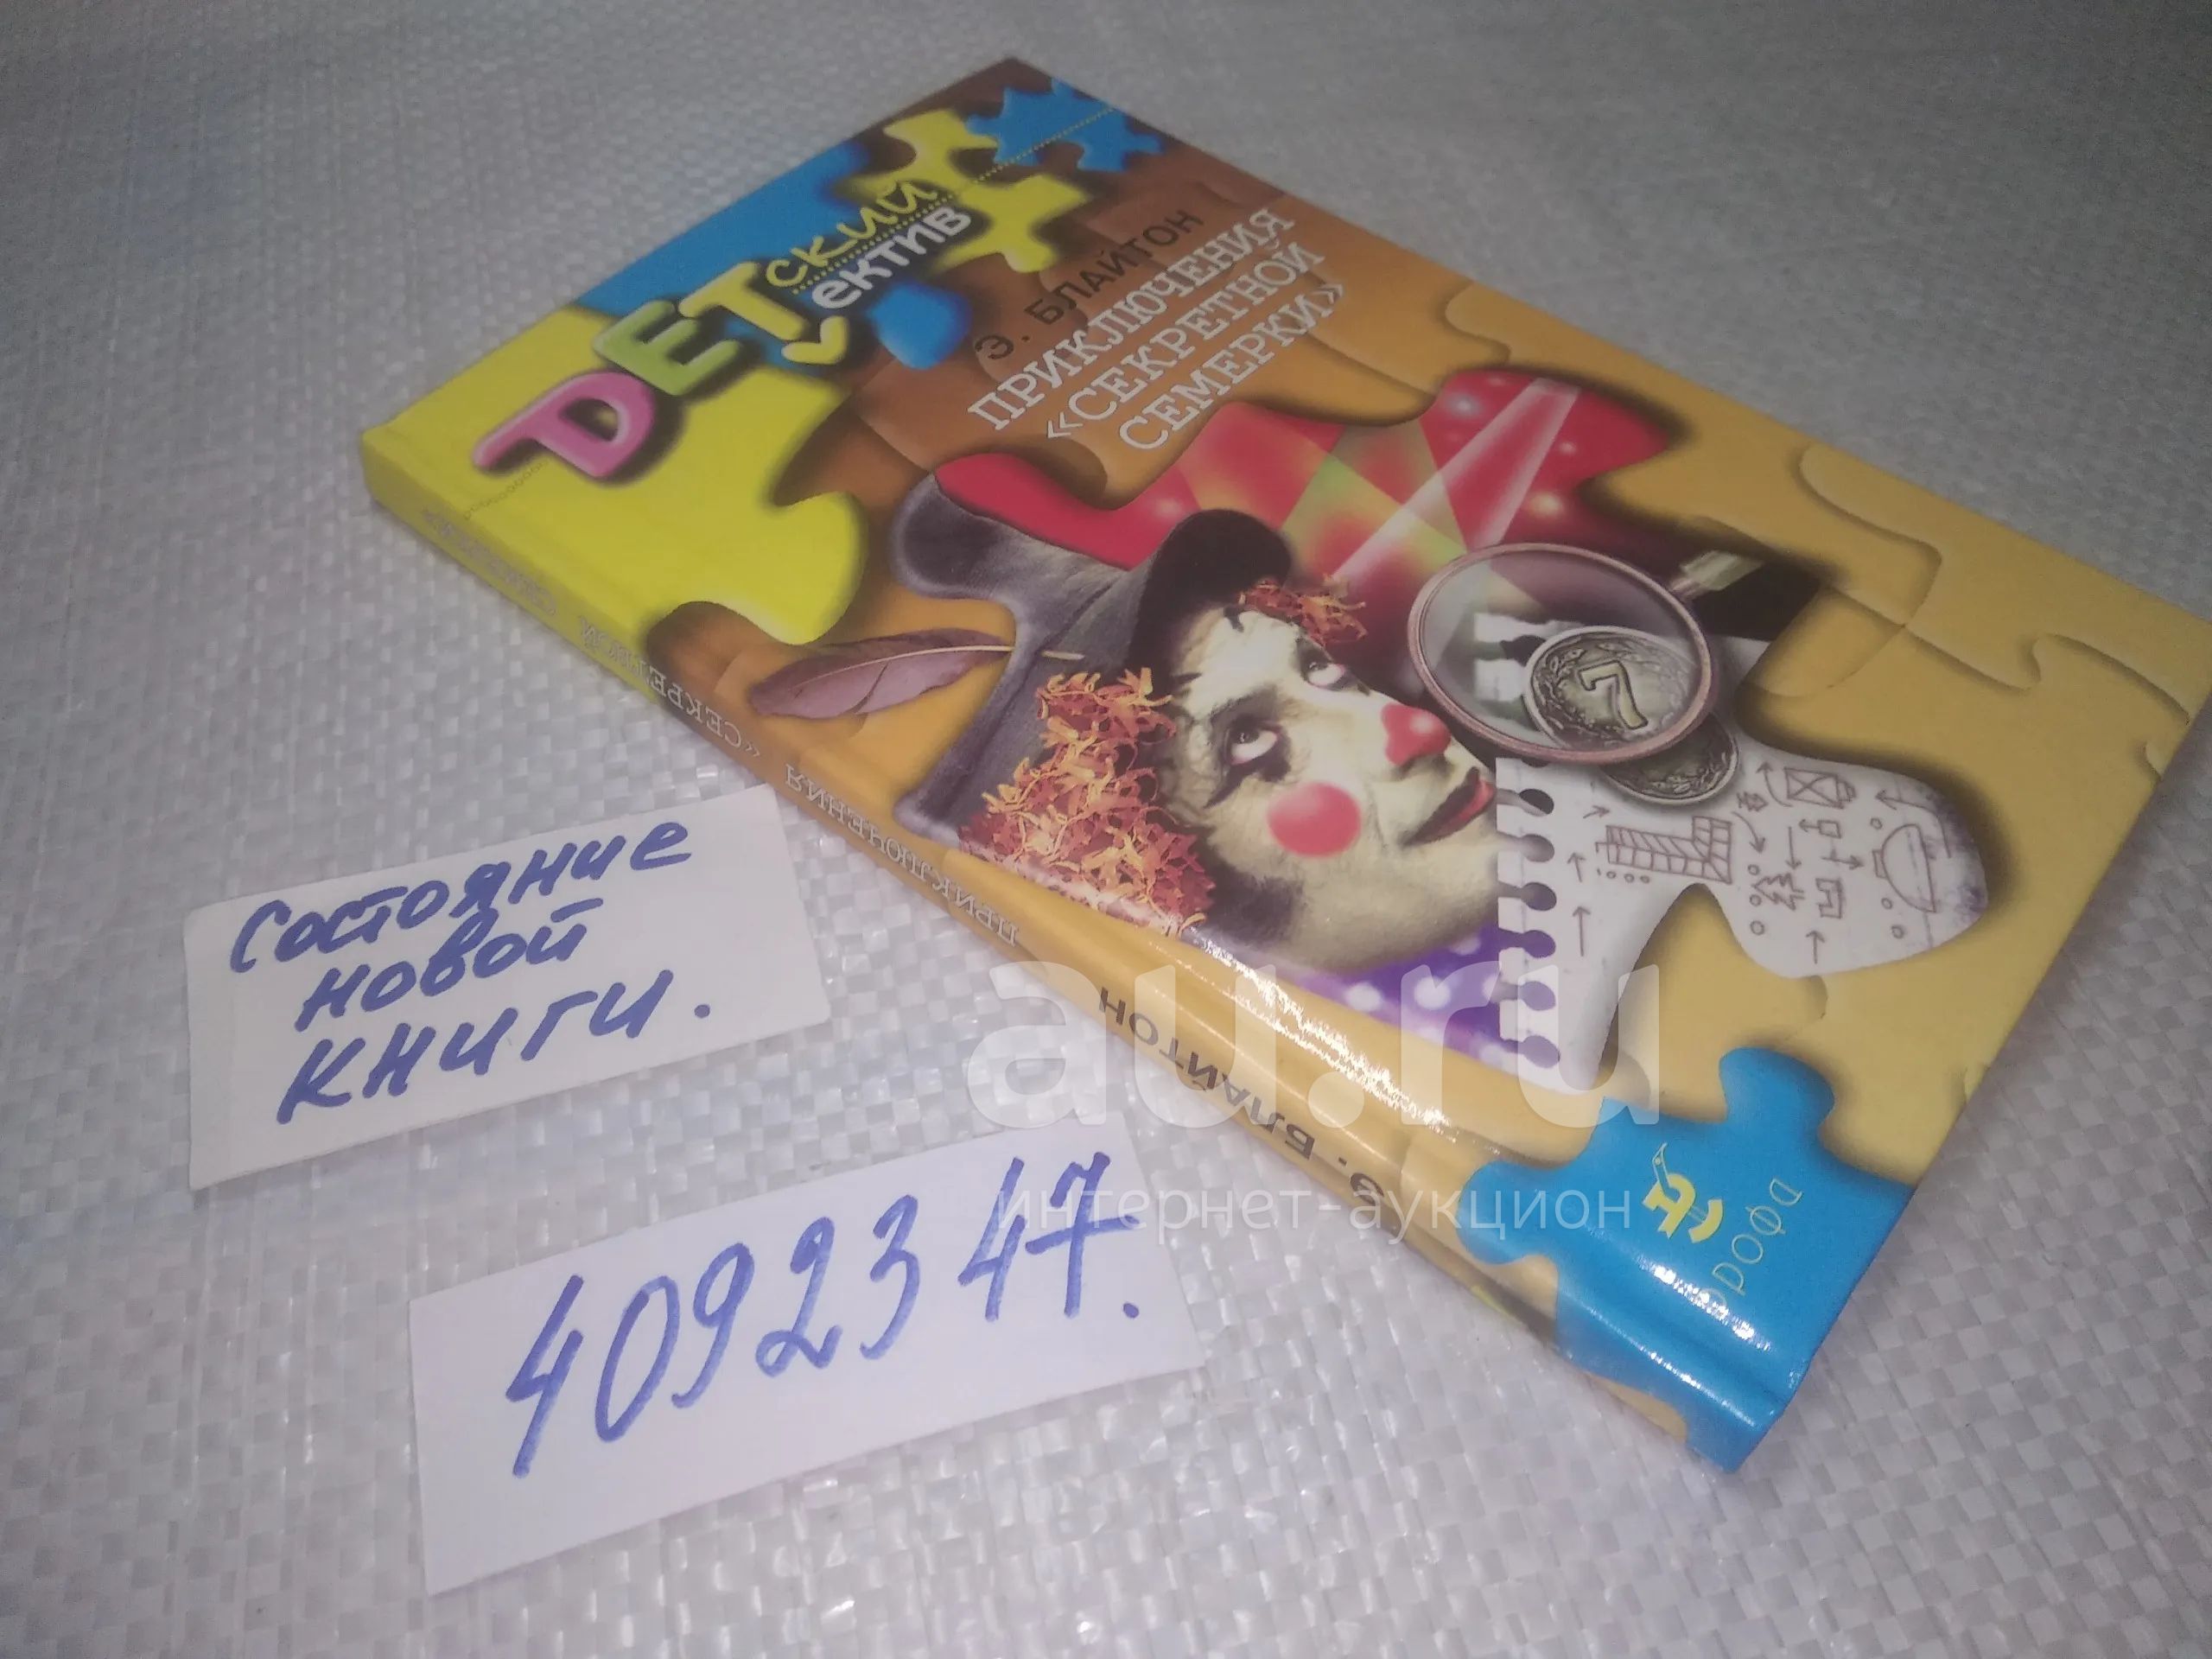 ДЕТский
ектив
Э. БЛАЙТОН
ПРИКЛЮЧЕНИЯ
«СЕКРЕТНОЙ
СЕМЕРКИ»
7
Э. БЛАЙТОН ПРИКЛЮЧЕНИЯ «СЕКРЕТНОЙ СЕМЕРКИ»
дрофа
Состояние
новой
книги.
4092347.
au.ru
интернет-аукцион